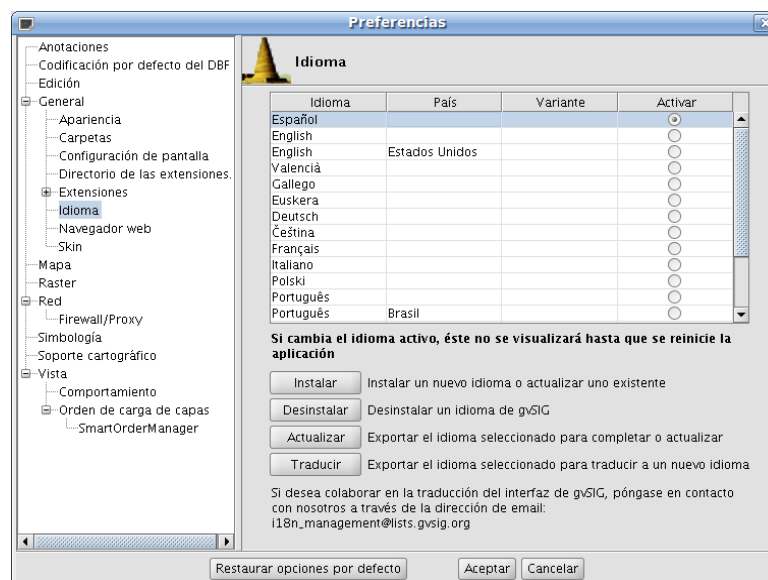 Preferencias
Anotaciones
Codificación por defecto del DBF
Edición
General
Apariencia
Carpetas
Configuración de pantalla
Directorio de las extensiones.
Extensiones
Idioma
Navegador web
Skin
Mapa
Raster
Red
Firewall/Proxy
Simbología
Soporte cartográfico
Vista
Comportamiento
Orden de carga de capas
SmartOrderManager
Idioma
Idioma País Variante Activar
Español
English
English Estados Unidos
Valencià
Gallego
Euskera
Deutsch
Čeština
Français
Italiano
Polski
Português
Português Brasil
Si cambia el idioma activo, éste no se visualizará hasta que se reinicie la
aplicación
Instalar Instalar un nuevo idioma o actualizar uno existente
Desinstalar Desinstalar un idioma de gvSIG
Actualizar Exportar el idioma seleccionado para completar o actualizar
Traducir Exportar el idioma seleccionado para traducir a un nuevo idioma
Si desea colaborar en la traducción del interfaz de gvSIG, póngase en contacto
con nosotros a través de la dirección de email:
i18n_management@lists.gvsig.org
Restaurar opciones por defecto Aceptar Cancelar